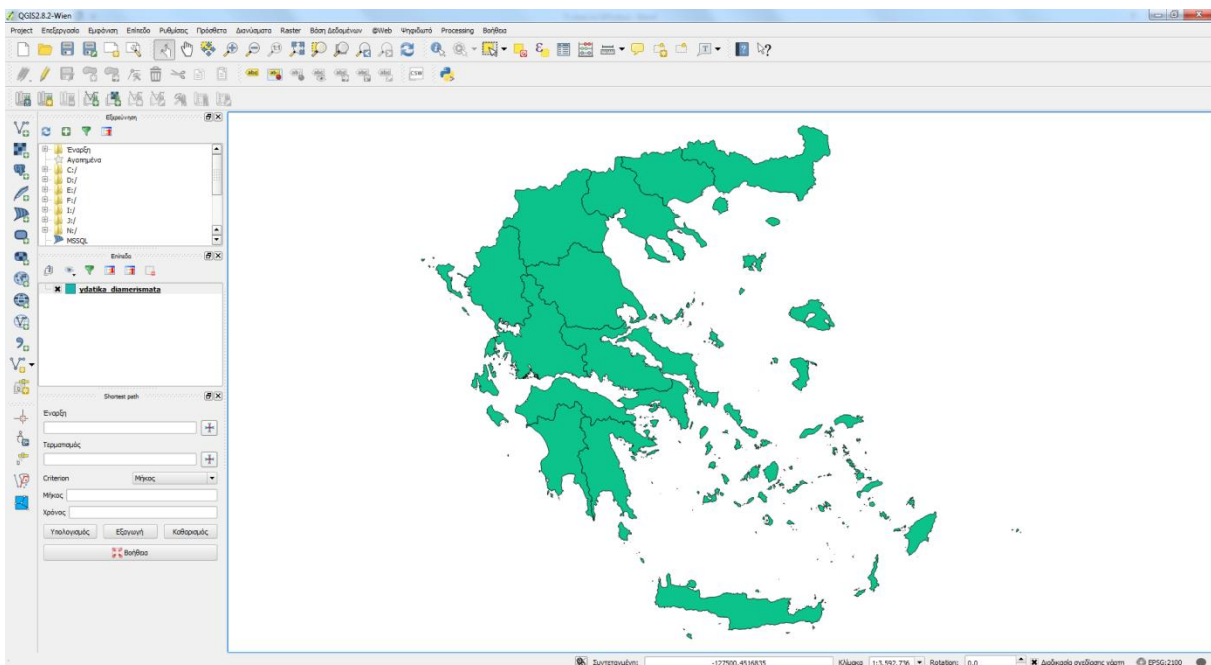 QGIS2.8.2-Wien
Project Επεξεργασία Εμφάνιση Επίπεδο Ρυθμίσεις Πρόσθετα Διανύσματα Raster Βάση Δεδομένων @Web Ψηφιδωτό Processing Βοήθεια
CSW
Εξερεύνηση
Έναρξη
Αγαπημένα
C:/
D:/
E:/
F:/
I:/
J:/
N:/
MSSQL
Επίπεδα
ydatika_diamerismata
Shortest path
Έναρξη
Τερματισμός
Criterion Μήκος
Μήκος
Χρόνος
Υπολογισμός Εξαγωγή Καθαρισμός
Βοήθεια
Συντεταγμένη: -127500,4516835 Κλίμακα 1:3.592.736 Rotation: 0,0 Διαδικασία σχεδίασης χάρτη EPSG:2100